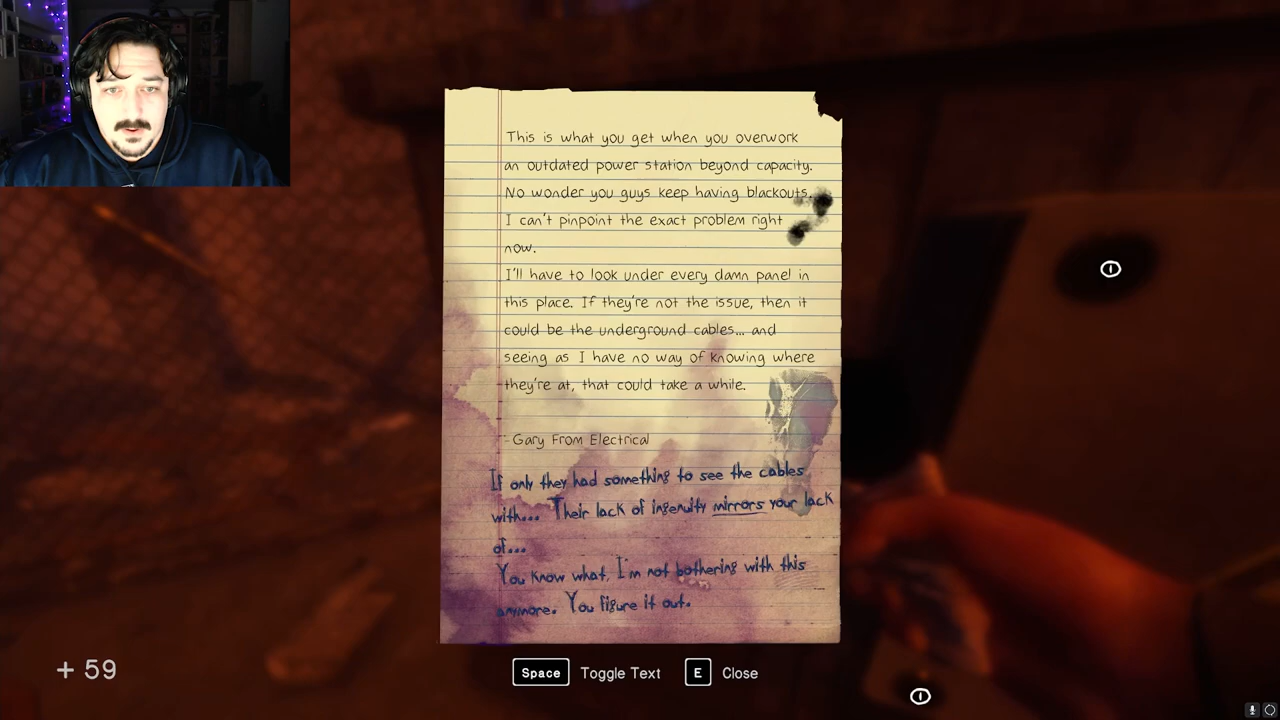 This is what you get when you overwork
an outdated power station beyond capacity.
No wonder you guys keep having blackouts.
I can't pinpoint the exact problem right
now.
I'll have to look under every damn panel in
this place. If they're not the issue, then it
could be the underground cables... and
seeing as I have no way of knowing where
they're at, that could take a while.
- Gary From Electrical
If only they had something to see the cables
with... Their lack of ingenuity mirrors your lack
of...
You know what, I'm not bothering with this
anymore. You figure it out.
+ 59
Space Toggle Text E Close